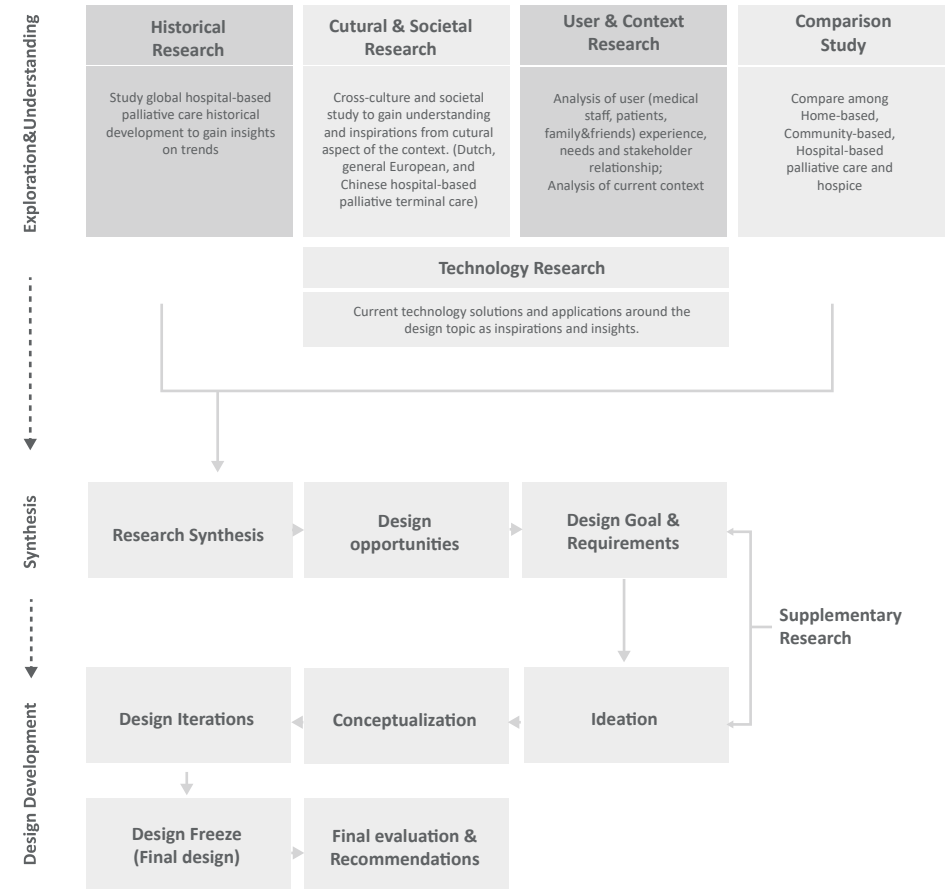 Exploration&Understanding
Historical
Research
Study global hospital-based
palliative care historical
development to gain insights
on trends
Cutural & Societal
Research
Cross-culture and societal
study to gain understanding
and inspirations from cutural
aspect of the context. (Dutch,
general European, and
Chinese hospital-based
palliative terminal care)
User & Context
Research
Analysis of user (medical
staff, patients,
family&friends) experience,
needs and stakeholder
relationship;
Analysis of current context
Comparison
Study
Compare among
Home-based,
Community-based,
Hospital-based
palliative care and
hospice
Technology Research
Current technology solutions and applications around the
design topic as inspirations and insights.
Synthesis
Research Synthesis
Design
opportunities
Design Goal &
Requirements
Supplementary
Research
Design Development
Design Iterations
Conceptualization
Ideation
Design Freeze
(Final design)
Final evaluation &
Recommendations